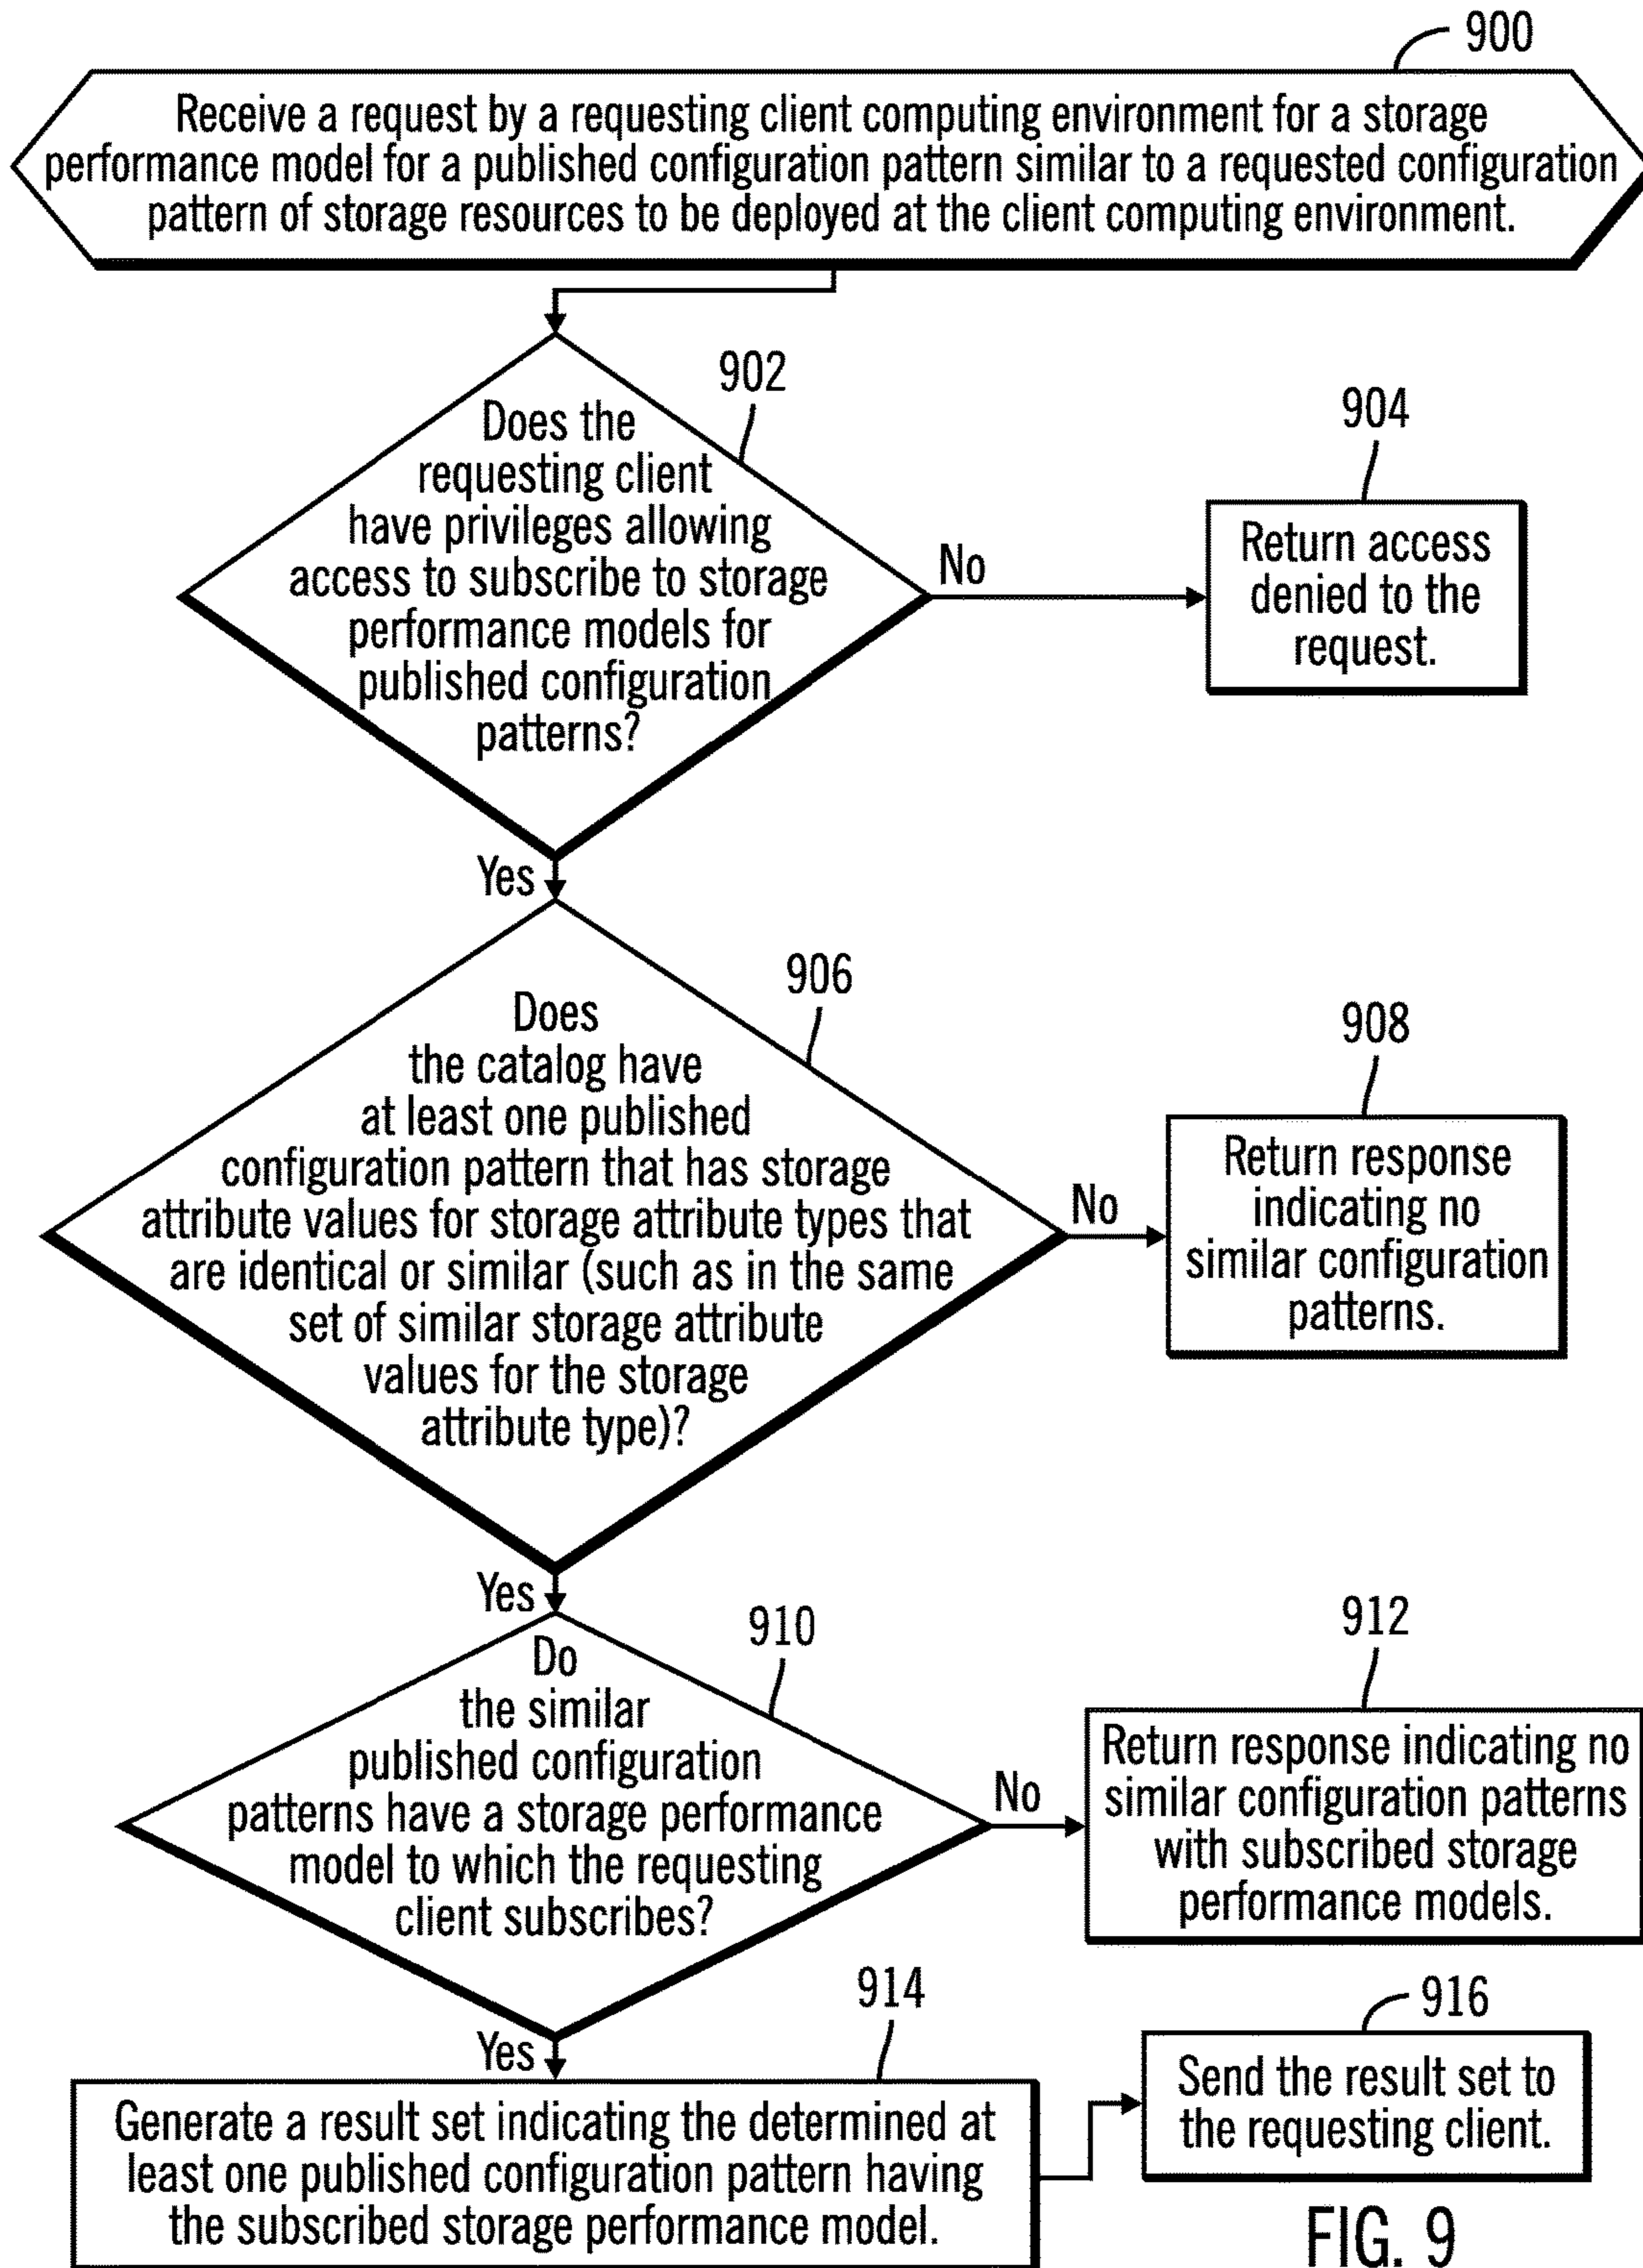 900
Receive a request by a requesting client computing environment for a storage
performance model for a published configuration pattern similar to a requested configuration
pattern of storage resources to be deployed at the client computing environment.
902
Does the
requesting client
have privileges allowing
access to subscribe to storage
performance models for
published configuration
patterns?
No
904
Return access
denied to the
request.
Yes
906
Does
the catalog have
at least one published
configuration pattern that has storage
attribute values for storage attribute types that
are identical or similar (such as in the same
set of similar storage attribute
values for the storage
attribute type)?
No
908
Return response
indicating no
similar configuration
patterns.
Yes
910
Do
the similar
published configuration
patterns have a storage performance
model to which the requesting
client subscribes?
No
912
Return response indicating no
similar configuration patterns
with subscribed storage
performance models.
Yes
914
Generate a result set indicating the determined at
least one published configuration pattern having
the subscribed storage performance model.
916
Send the result set to
the requesting client.
FIG. 9